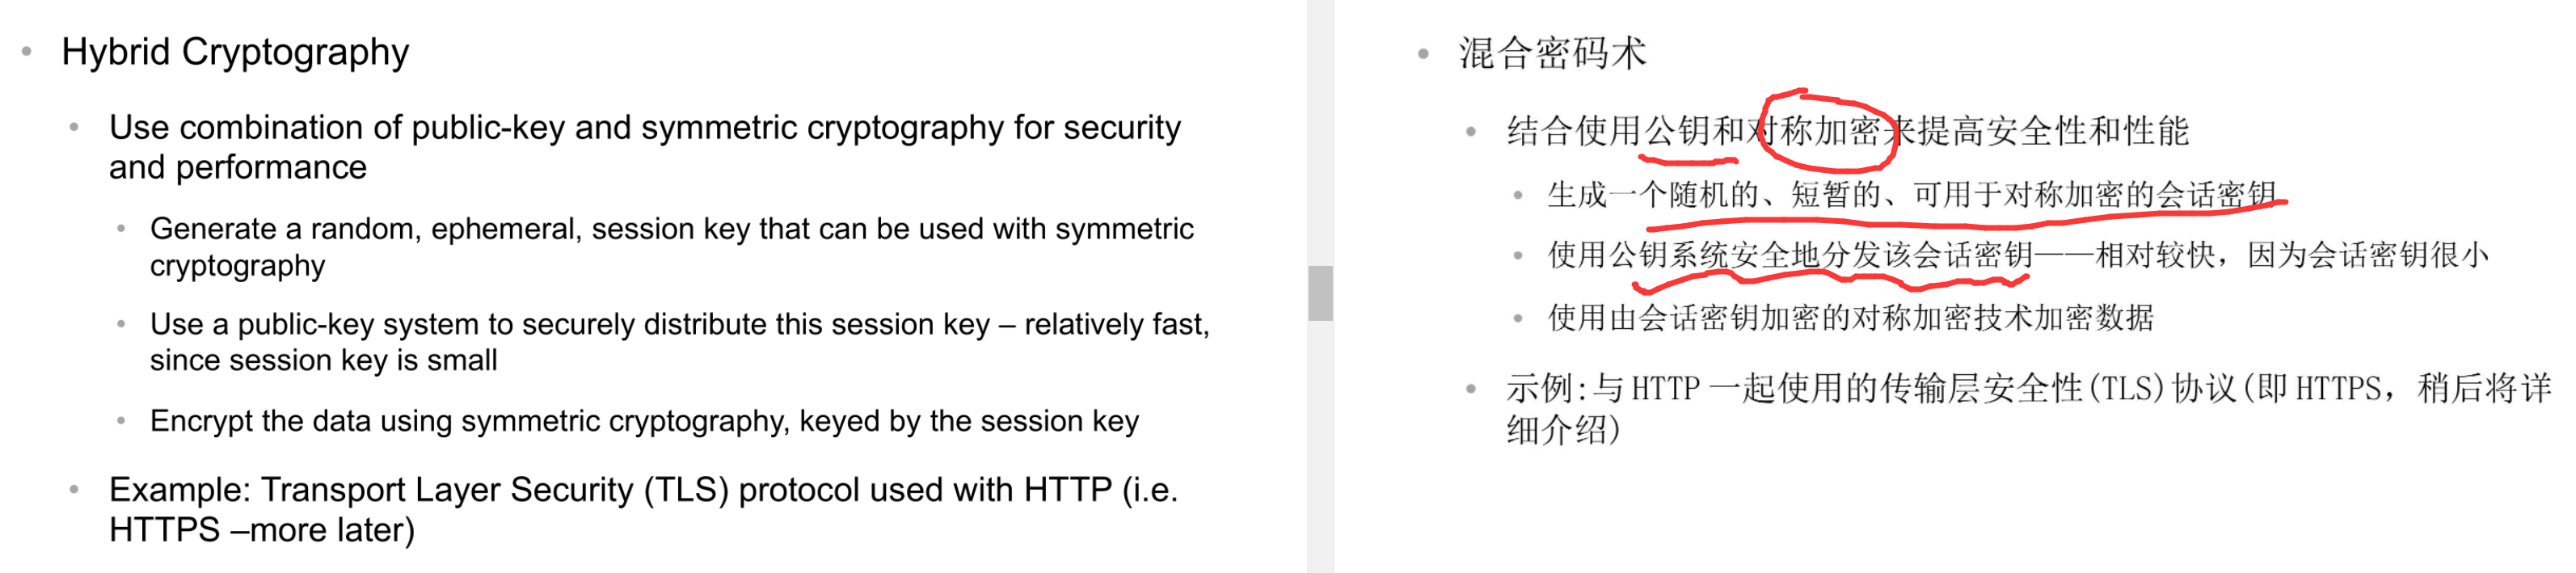 Hybrid Cryptography
Use combination of public-key and symmetric cryptography for security
and performance
Generate a random, ephemeral, session key that can be used with symmetric
cryptography
Use a public-key system to securely distribute this session key – relatively fast,
since session key is small
Encrypt the data using symmetric cryptography, keyed by the session key
Example: Transport Layer Security (TLS) protocol used with HTTP (i.e.
HTTPS –more later)
混合密码术
结合使用公钥和对称加密来提高安全性和性能
生成一个随机的、短暂的、可用于对称加密的会话密钥
使用公钥系统安全地分发该会话密钥——相对较快，因为会话密钥很小
使用由会话密钥加密的对称加密技术加密数据
示例:与 HTTP 一起使用的传输层安全性(TLS)协议(即 HTTPS，稍后将详
细介绍)